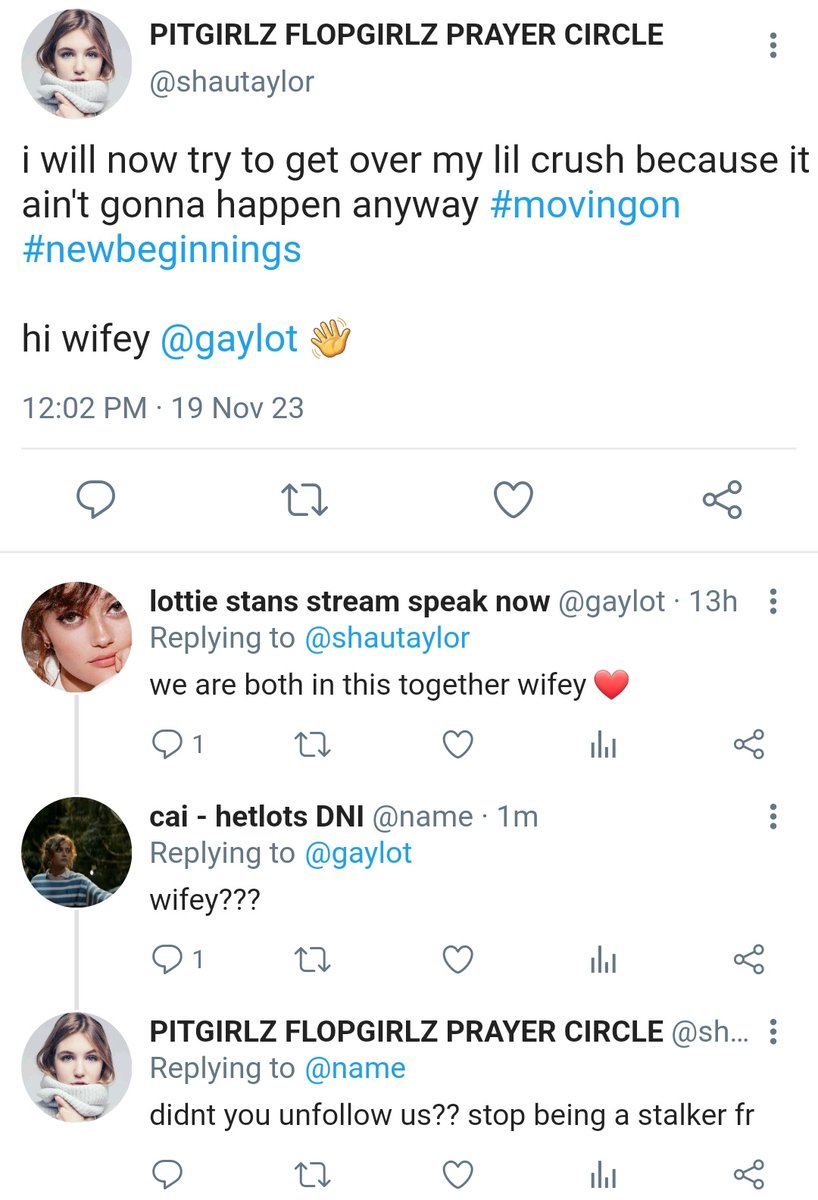 PITGIRLZ FLOPGIRLZ PRAYER CIRCLE
@shautaylor
i will now try to get over my lil crush because it
ain't gonna happen anyway #movingon
#newbeginnings
hi wifey @gaylot 👋
12:02 PM · 19 Nov 23
lottie stans stream speak now @gaylot · 13h
Replying to @shautaylor
we are both in this together wifey ❤️
1
cai - hetlots DNI @name · 1m
Replying to @gaylot
wifey???
1
PITGIRLZ FLOPGIRLZ PRAYER CIRCLE @sh...
Replying to @name
didnt you unfollow us?? stop being a stalker fr